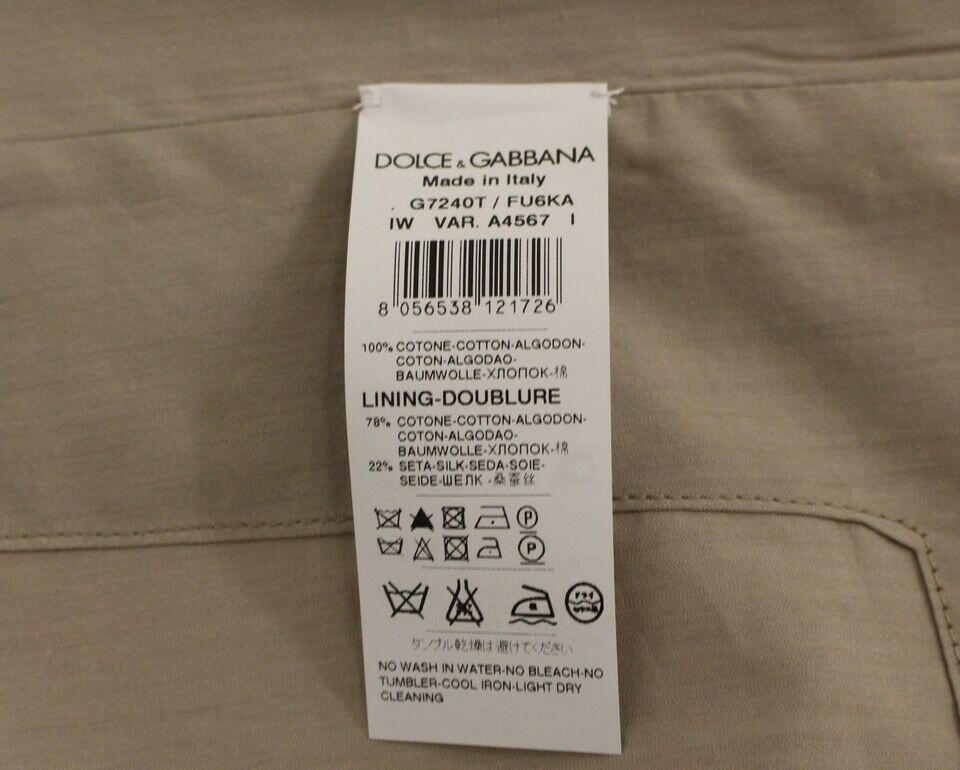 DOLCE & GABBANA
Made in Italy
. G7240T / FU6KA
IW VAR. A4567 I
8 056538 121726
100% COTONE-COTTON-ALGODON-
COTON-ALGODAO-
BAUMWOLLE-ХЛОПОК-棉
LINING-DOUBLURE
78% COTONE-COTTON-ALGODON-
COTON-ALGODAO-
BAUMWOLLE-ХЛОПОК-棉
22% SETA-SILK-SEDA-SOIE-
SEIDE-ШЕЛК -桑蚕丝
P
P
ドライ
タンブル乾燥は避けてください
NO WASH IN WATER-NO BLEACH-NO
TUMBLER-COOL IRON-LIGHT DRY
CLEANING